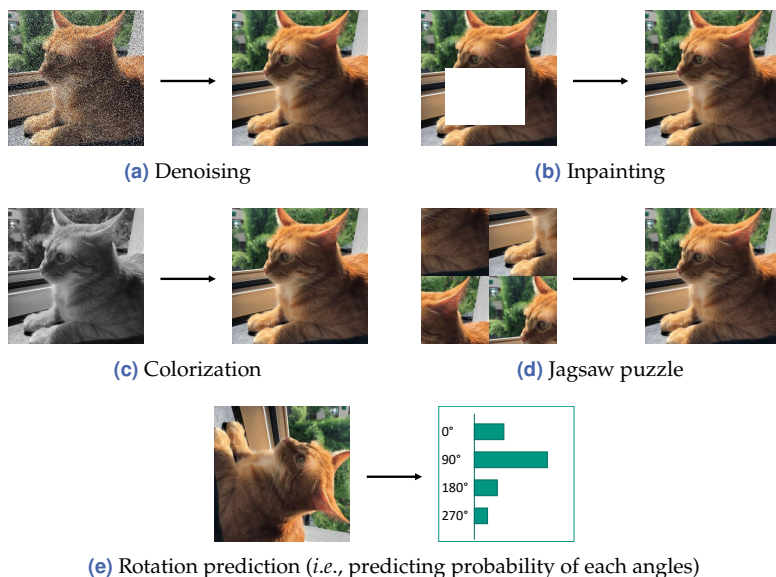 (a) Denoising
(b) Inpainting
(c) Colorization
(d) Jagsaw puzzle
0°
90°
180°
270°
(e) Rotation prediction (i.e., predicting probability of each angles)